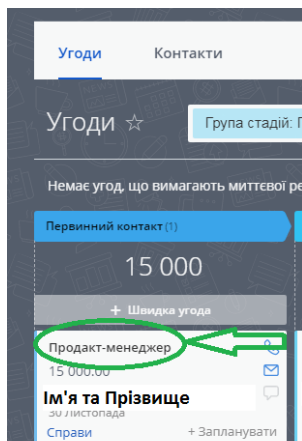 Угоди Контакти
Угоди
Група стадій:
Немає угод, що вимагають миттєвої
Первинний контакт (1)
15 000
+ Швидка угода
Продакт-менеджер
15 000.00
Ім'я та Прізвище
30 Листопада
Справи + Запланувати